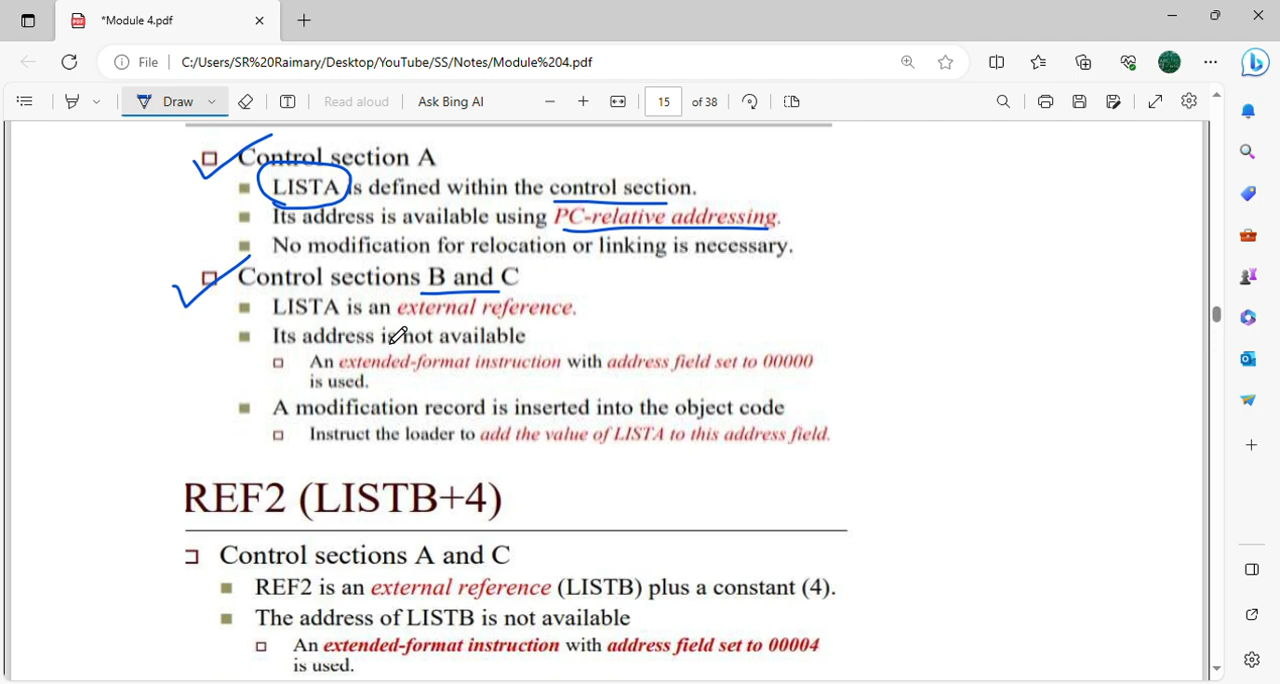 *Module 4.pdf
File C:/Users/SR%20Raimary/Desktop/YouTube/SS/Notes/Module%204.pdf
Draw Read aloud Ask Bing AI 15 of 38
Control section A
LISTA is defined within the control section.
Its address is available using PC-relative addressing.
No modification for relocation or linking is necessary.
Control sections B and C
LISTA is an external reference.
Its address is not available
An extended-format instruction with address field set to 00000
is used.
A modification record is inserted into the object code
Instruct the loader to add the value of LISTA to this address field.
REF2 (LISTB+4)
Control sections A and C
REF2 is an external reference (LISTB) plus a constant (4).
The address of LISTB is not available
An extended-format instruction with address field set to 00004
is used.